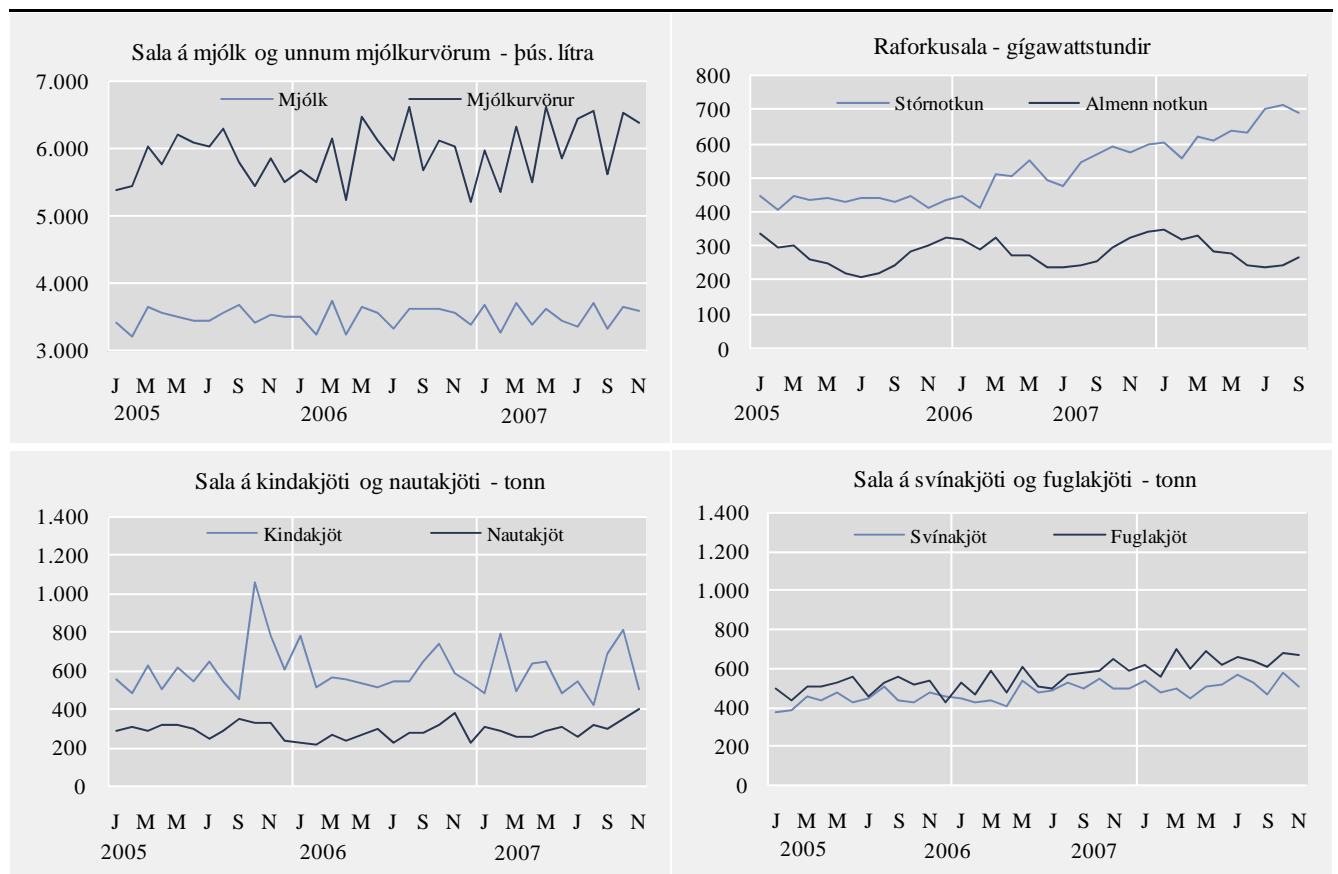 Sala á mjólk og unnum mjólkurvörum - þús. lítra
Mjólk Mjólkurvörur
7.000
6.000
5.000
4.000
3.000
J M M J S N J M M J S N J M M J S N
2005 2006 2007
Raforkusala - gígawattstundir
800
Stórnotkun Almenn notkun
700
600
500
400
300
200
100
0
J M M J S N J M M J S N J M M J S
2005 2006 2007
Sala á kindakjöti og nautakjöti - tonn
1.400
Kindakjöt Nautakjöt
1.200
1.000
800
600
400
200
0
J M M J S N J M M J S N J M M J S N
2005 2006 2007
Sala á svínakjöti og fuglakjöti - tonn
1.400
Svínakjöt Fuglakjöt
1.200
1.000
800
600
400
200
0
J M M J S N J M M J S N J M M J S N
2005 2006 2007